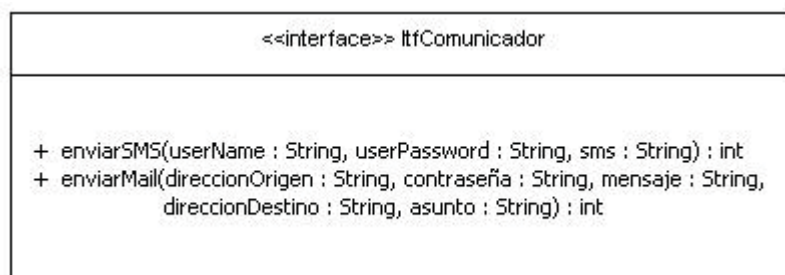 <<interface>> ItfComunicador
+ enviarSMS(userName : String, userPassword : String, sms : String) : int
+ enviarMail(direccionOrigen : String, contraseña : String, mensaje : String,
direccionDestino : String, asunto : String) : int